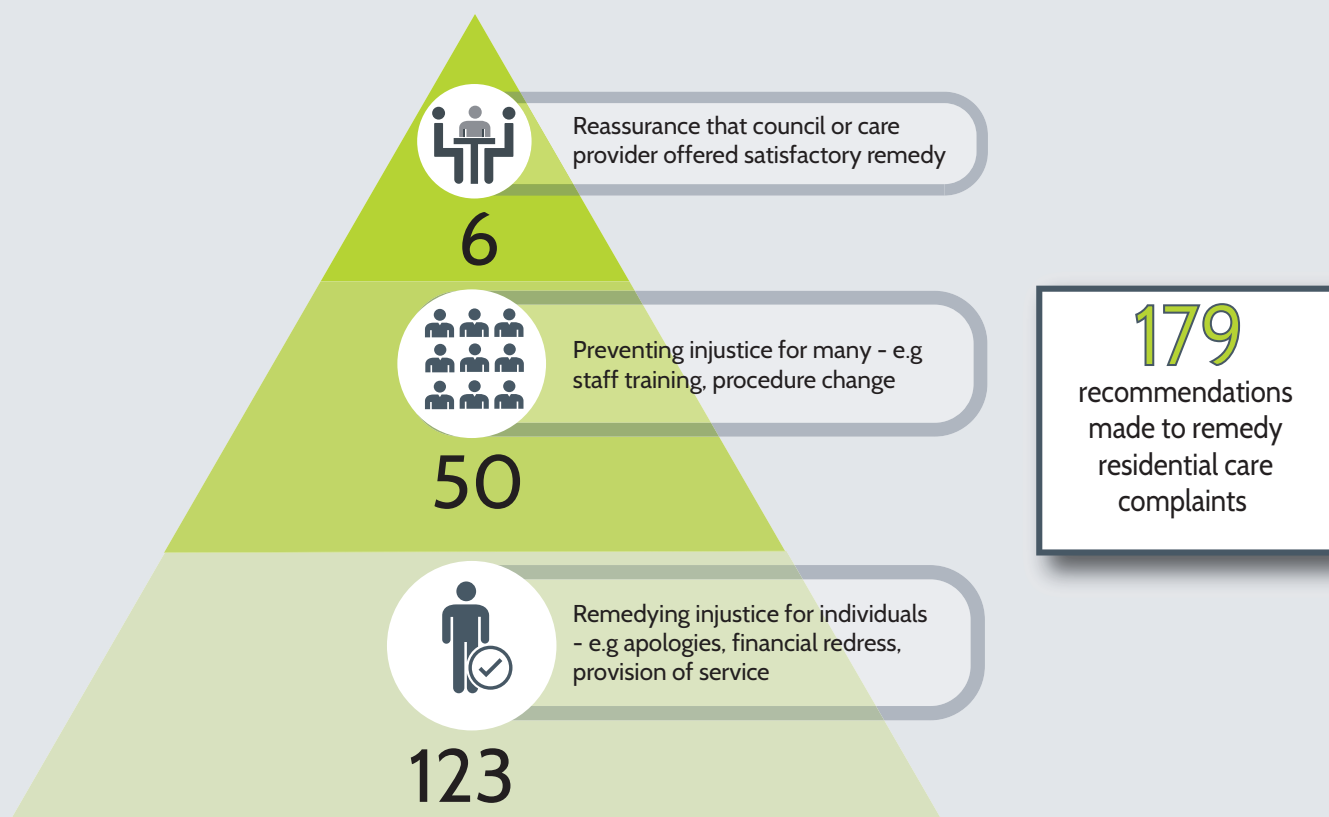 Reassurance that council or care
provider offered satisfactory remedy
6
Preventing injustice for many - e.g
staff training, procedure change
50
Remedying injustice for individuals
- e.g apologies, financial redress,
provision of service
123
179
recommendations
made to remedy
residential care
complaints